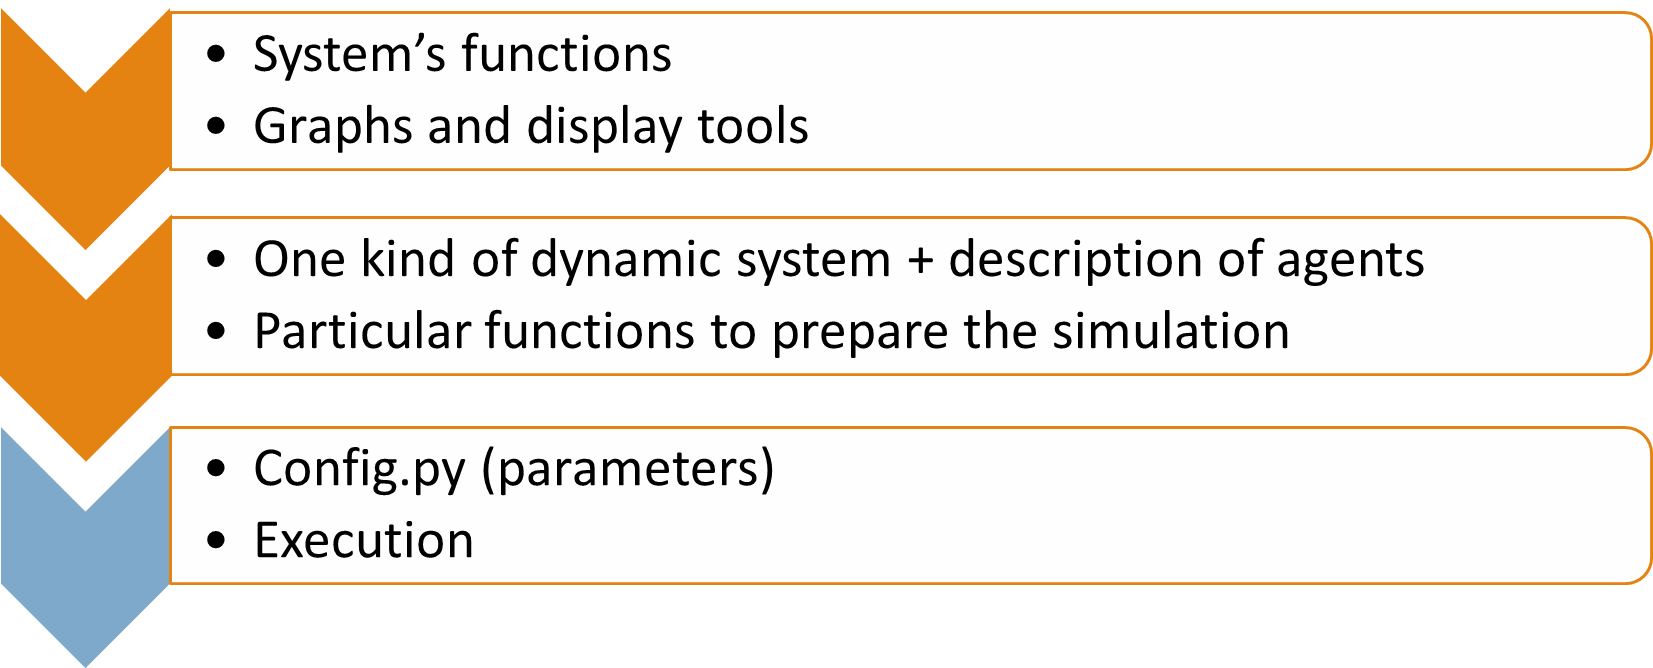 • System’s functions
• Graphs and display tools
• One kind of dynamic system + description of agents
• Particular functions to prepare the simulation
• Config.py (parameters)
• Execution